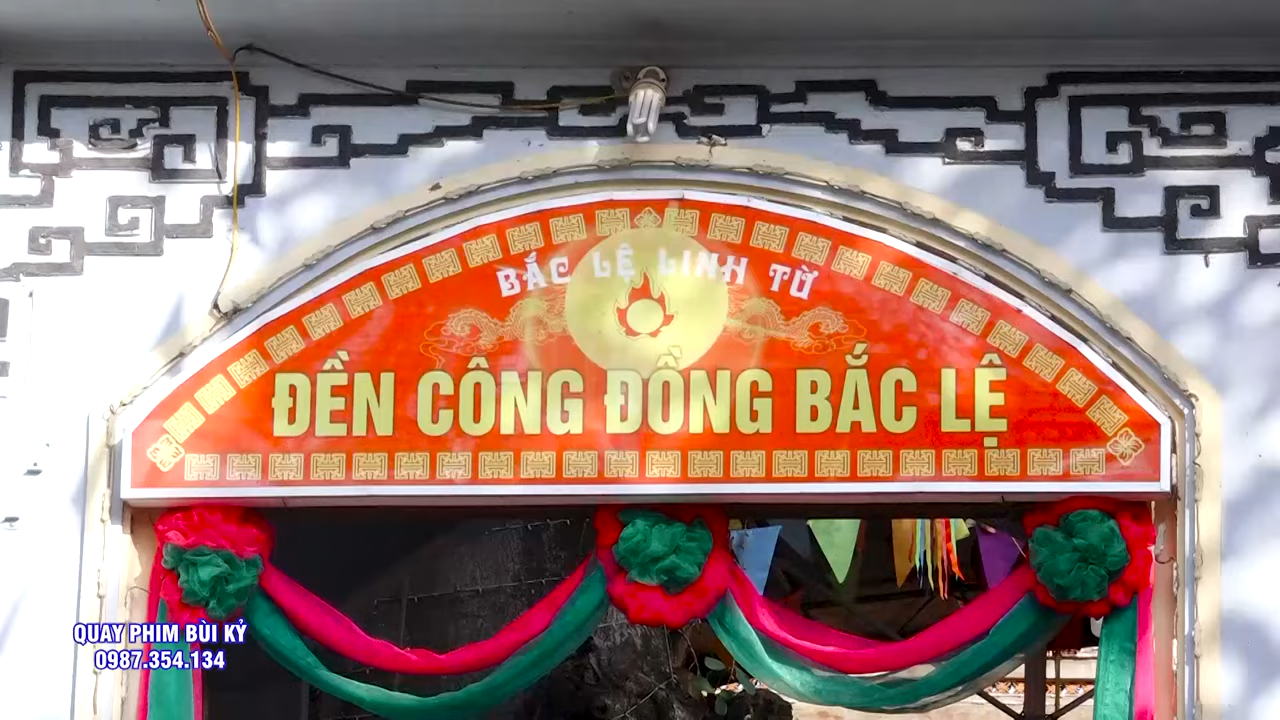 BẮC LỆ LINH TỪ
ĐỀN CÔNG ĐỒNG BẮC LỆ
QUAY PHIM BÙI KỶ
0987.354.134